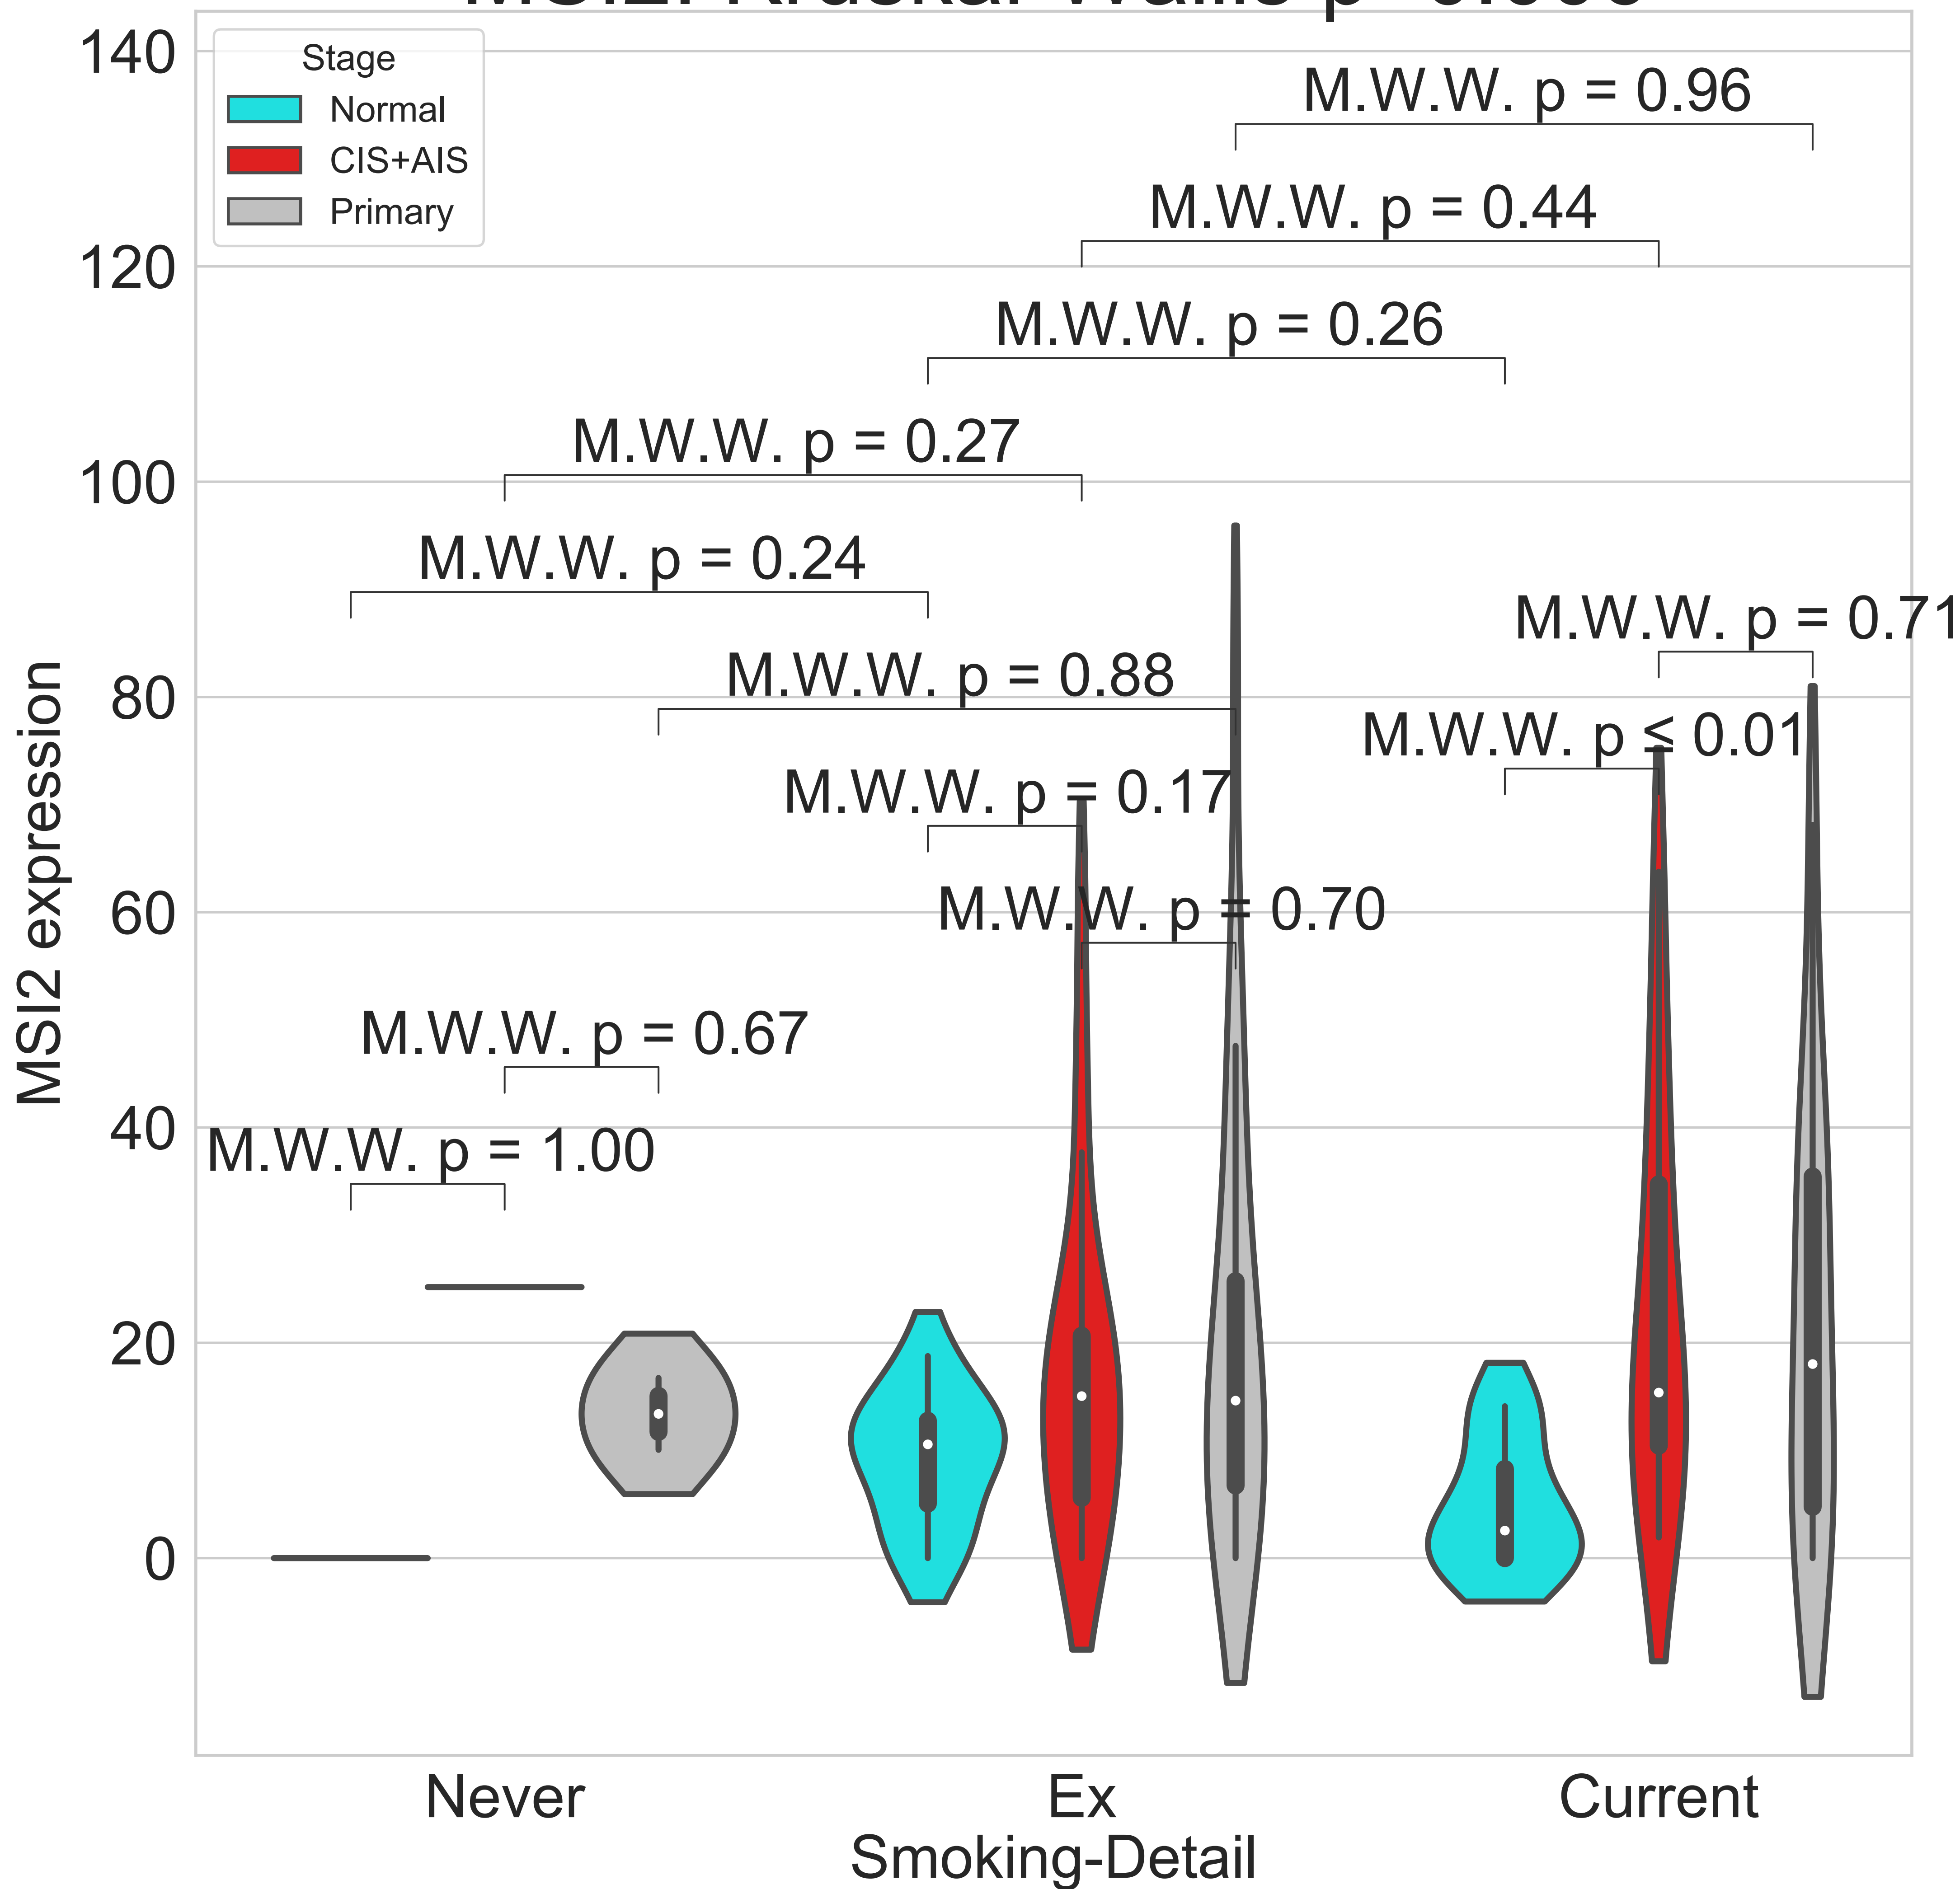 Stage
Normal
CIS+AIS
Primary
140
120
100
80
60
40
20
0
MSI2 expression
M.W.W. p = 0.96
M.W.W. p = 0.44
M.W.W. p = 0.26
M.W.W. p = 0.27
M.W.W. p = 0.24
M.W.W. p = 0.88
M.W.W. p = 0.71
M.W.W. p ≤ 0.01
M.W.W. p = 0.17
M.W.W. p = 0.70
M.W.W. p = 0.67
M.W.W. p = 1.00
Never
Ex
Current
Smoking-Detail